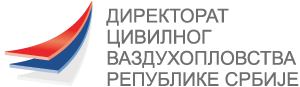 ДИРЕКТОРАТ
ЦИВИЛНОГ
ВАЗДУХОПЛОВСТВА
РЕПУБЛИКЕ СРБИЈЕ